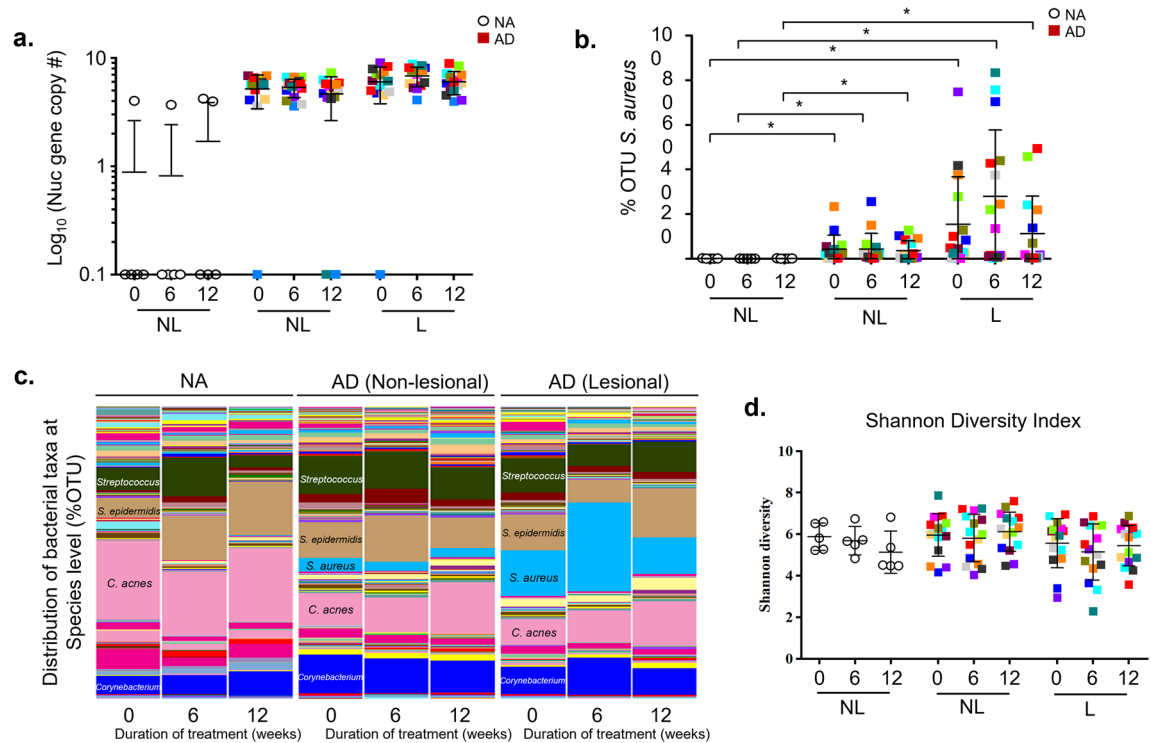 a.
NA
AD
Log10 (Nuc gene copy #)
10
10
1
0.1
0 6 12 0 6 12 0 6 12
NL NL L
b.
NA
AD
% OTU S. aureus
10
0
8
0
6
0
4
0
2
0
0
* 
*
*
*
*
*
0 6 12 0 6 12 0 6 12
NL NL L
c.
NA AD (Non-lesional) AD (Lesional)
Distribution of bacterial taxa at
Species level (%OTU)
Streptococcus Streptococcus Streptococcus
S. epidermidis S. epidermidis S. epidermidis
S. aureus S. aureus
C. acnes C. acnes C. acnes
Corynebacterium Corynebacterium Corynebacterium
0 6 12 0 6 12 0 6 12
Duration of treatment (weeks) Duration of treatment (weeks) Duration of treatment (weeks)
d.
Shannon Diversity Index
Shannon diversity
10
8
6
4
2
0
0 6 12 0 6 12 0 6 12
NL NL L